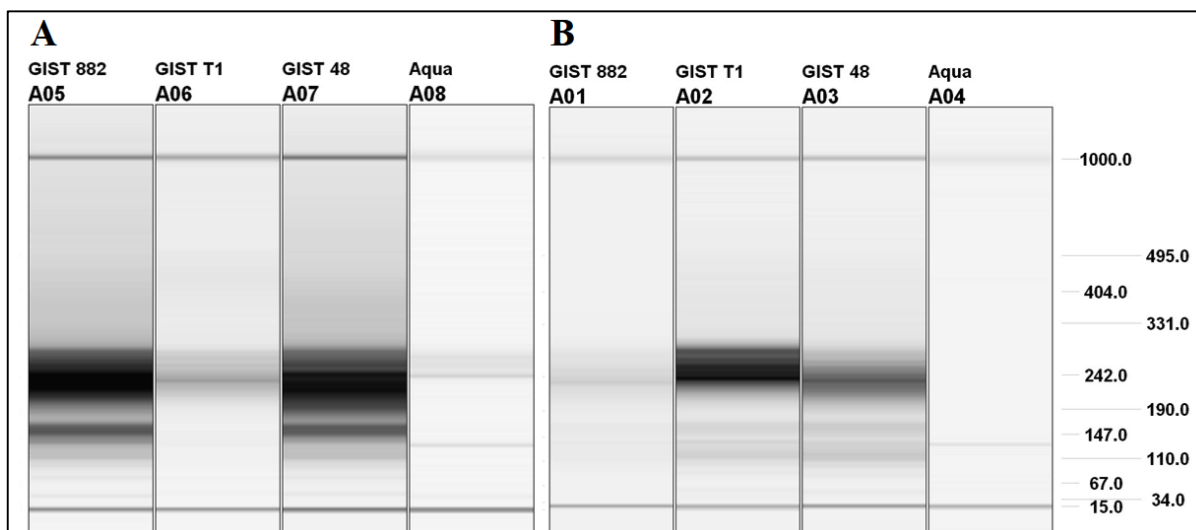 A
B
GIST 882 GIST T1 GIST 48 Aqua
A05 A06 A07 A08
GIST 882 GIST T1 GIST 48 Aqua
A01 A02 A03 A04
1000.0
495.0
404.0
331.0
242.0
190.0
147.0
110.0
67.0
34.0
15.0